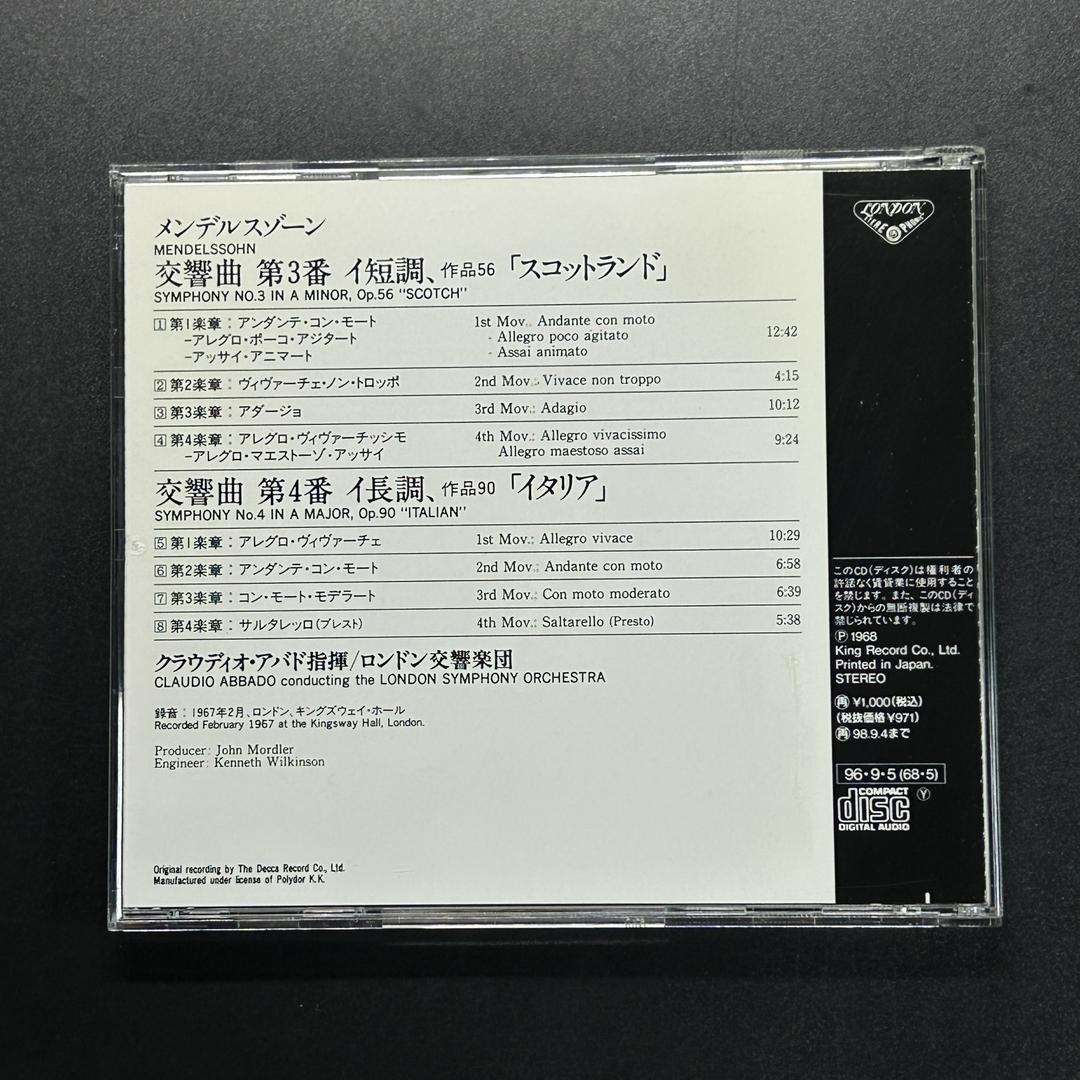 メンデルスゾーン
MENDELSSOHN
交響曲 第3番 イ短調、作品56「スコットランド」
SYMPHONY NO.3 IN A MINOR, Op.56 "SCOTCH"
1 第1楽章：アンダンテ・コン・モート 1st Mov.: Andante con moto 12:42
–アレグロ・ポーコ・アジタート - Allegro poco agitato
–アッサイ・アニマート - Assai animato
2 第2楽章：ヴィヴァーチェ・ノン・トロッポ 2nd Mov.: Vivace non troppo 4:15
3 第3楽章：アダージョ 3rd Mov.: Adagio 10:12
4 第4楽章：アレグロ・ヴィヴァーチッシモ 4th Mov.: Allegro vivacissimo 9:24
–アレグロ・マエストーゾ・アッサイ Allegro maestoso assai
交響曲 第4番 イ長調、作品90「イタリア」
SYMPHONY No.4 IN A MAJOR, Op.90 "ITALIAN"
5 第1楽章：アレグロ・ヴィヴァーチェ 1st Mov.: Allegro vivace 10:29
6 第2楽章：アンダンテ・コン・モート 2nd Mov.: Andante con moto 6:58
7 第3楽章：コン・モート・モデラート 3rd Mov.: Con moto moderato 6:39
8 第4楽章：サルタレッロ(プレスト) 4th Mov.: Saltarello (Presto) 5:38
クラウディオ・アバド指揮/ロンドン交響楽団
CLAUDIO ABBADO conducting the LONDON SYMPHONY ORCHESTRA
録音：1967年2月、ロンドン、キングズウェイ・ホール
Recorded February 1967 at the Kingsway Hall, London.
Producer: John Mordler
Engineer: Kenneth Wilkinson
Original recording by The Decca Record Co., Ltd.
Manufactured under license of Polydor K.K.
LONDON
STEREO PHONIC
このCD(ディスク)は権利者の
許諾なく賃貸業に使用すること
を禁じます。また、このCD(ディ
スク)からの無断複製は法律で
禁じられています。
Ⓟ1968
King Record Co., Ltd.
Printed in Japan.
STEREO
再 ¥1,000(税込)
(税抜価格 ¥971)
再 98.9.4まで
96・9・5(68・5)
COMPACT
disc Ⓨ
DIGITAL AUDIO